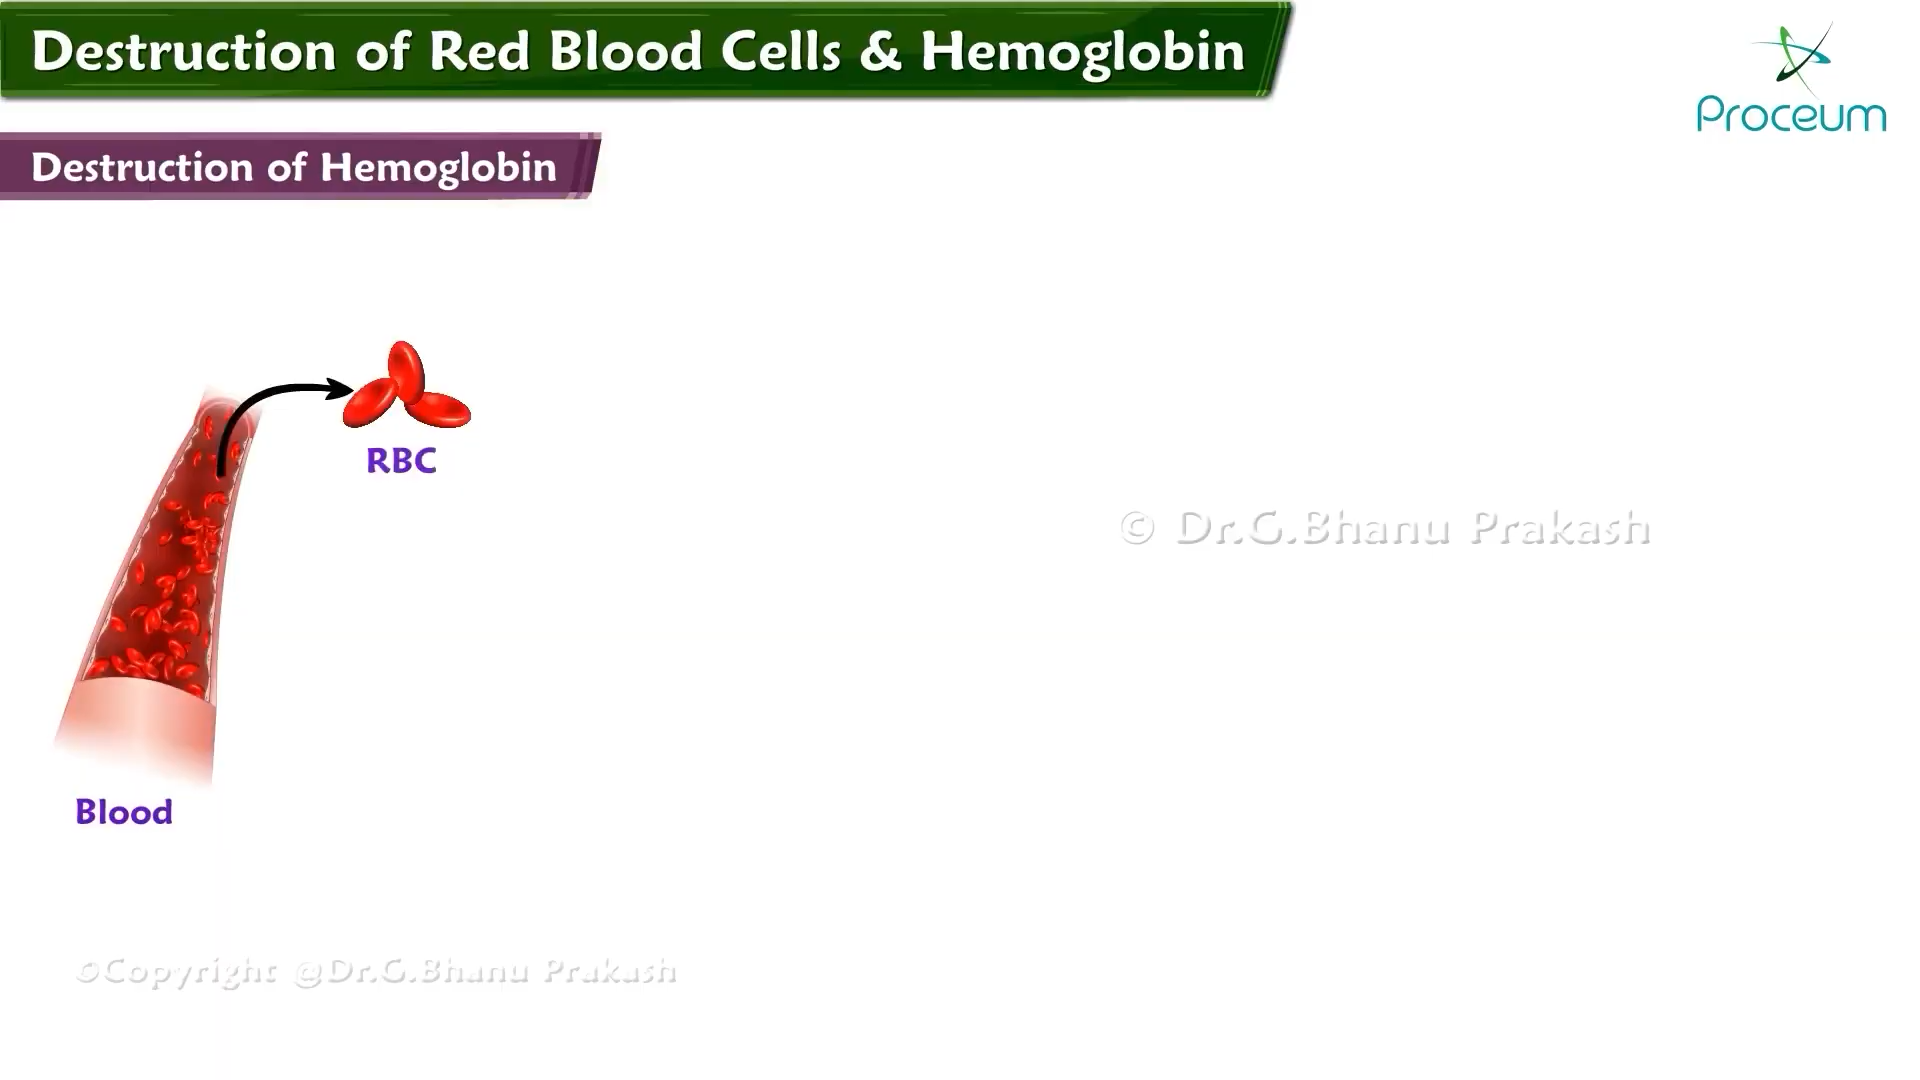 Destruction of Red Blood Cells & Hemoglobin
Proceum
Destruction of Hemoglobin
RBC
© Dr.G.Bhanu Prakash
Blood
©Copyright @Dr.G.Bhanu Prakash